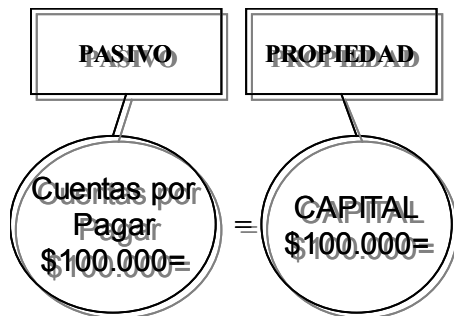 PASIVO
PROPIEDAD
Cuentas por
Pagar
$100.000=
=
CAPITAL
$100.000=